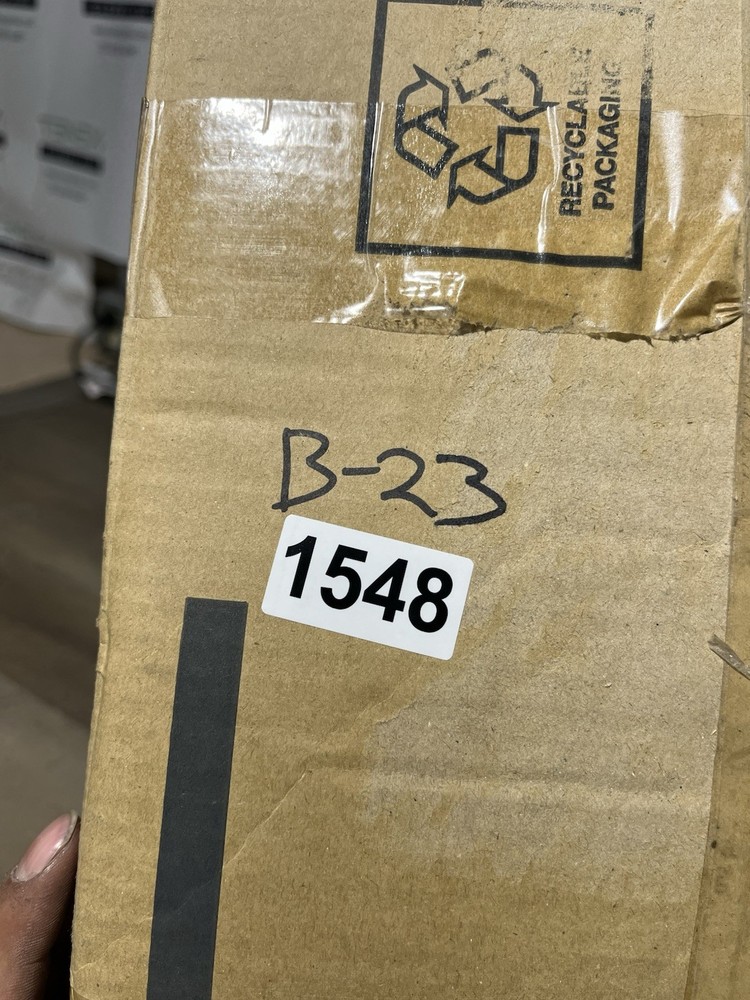 RECYCLABLE
PACKAGING
B-23
1548